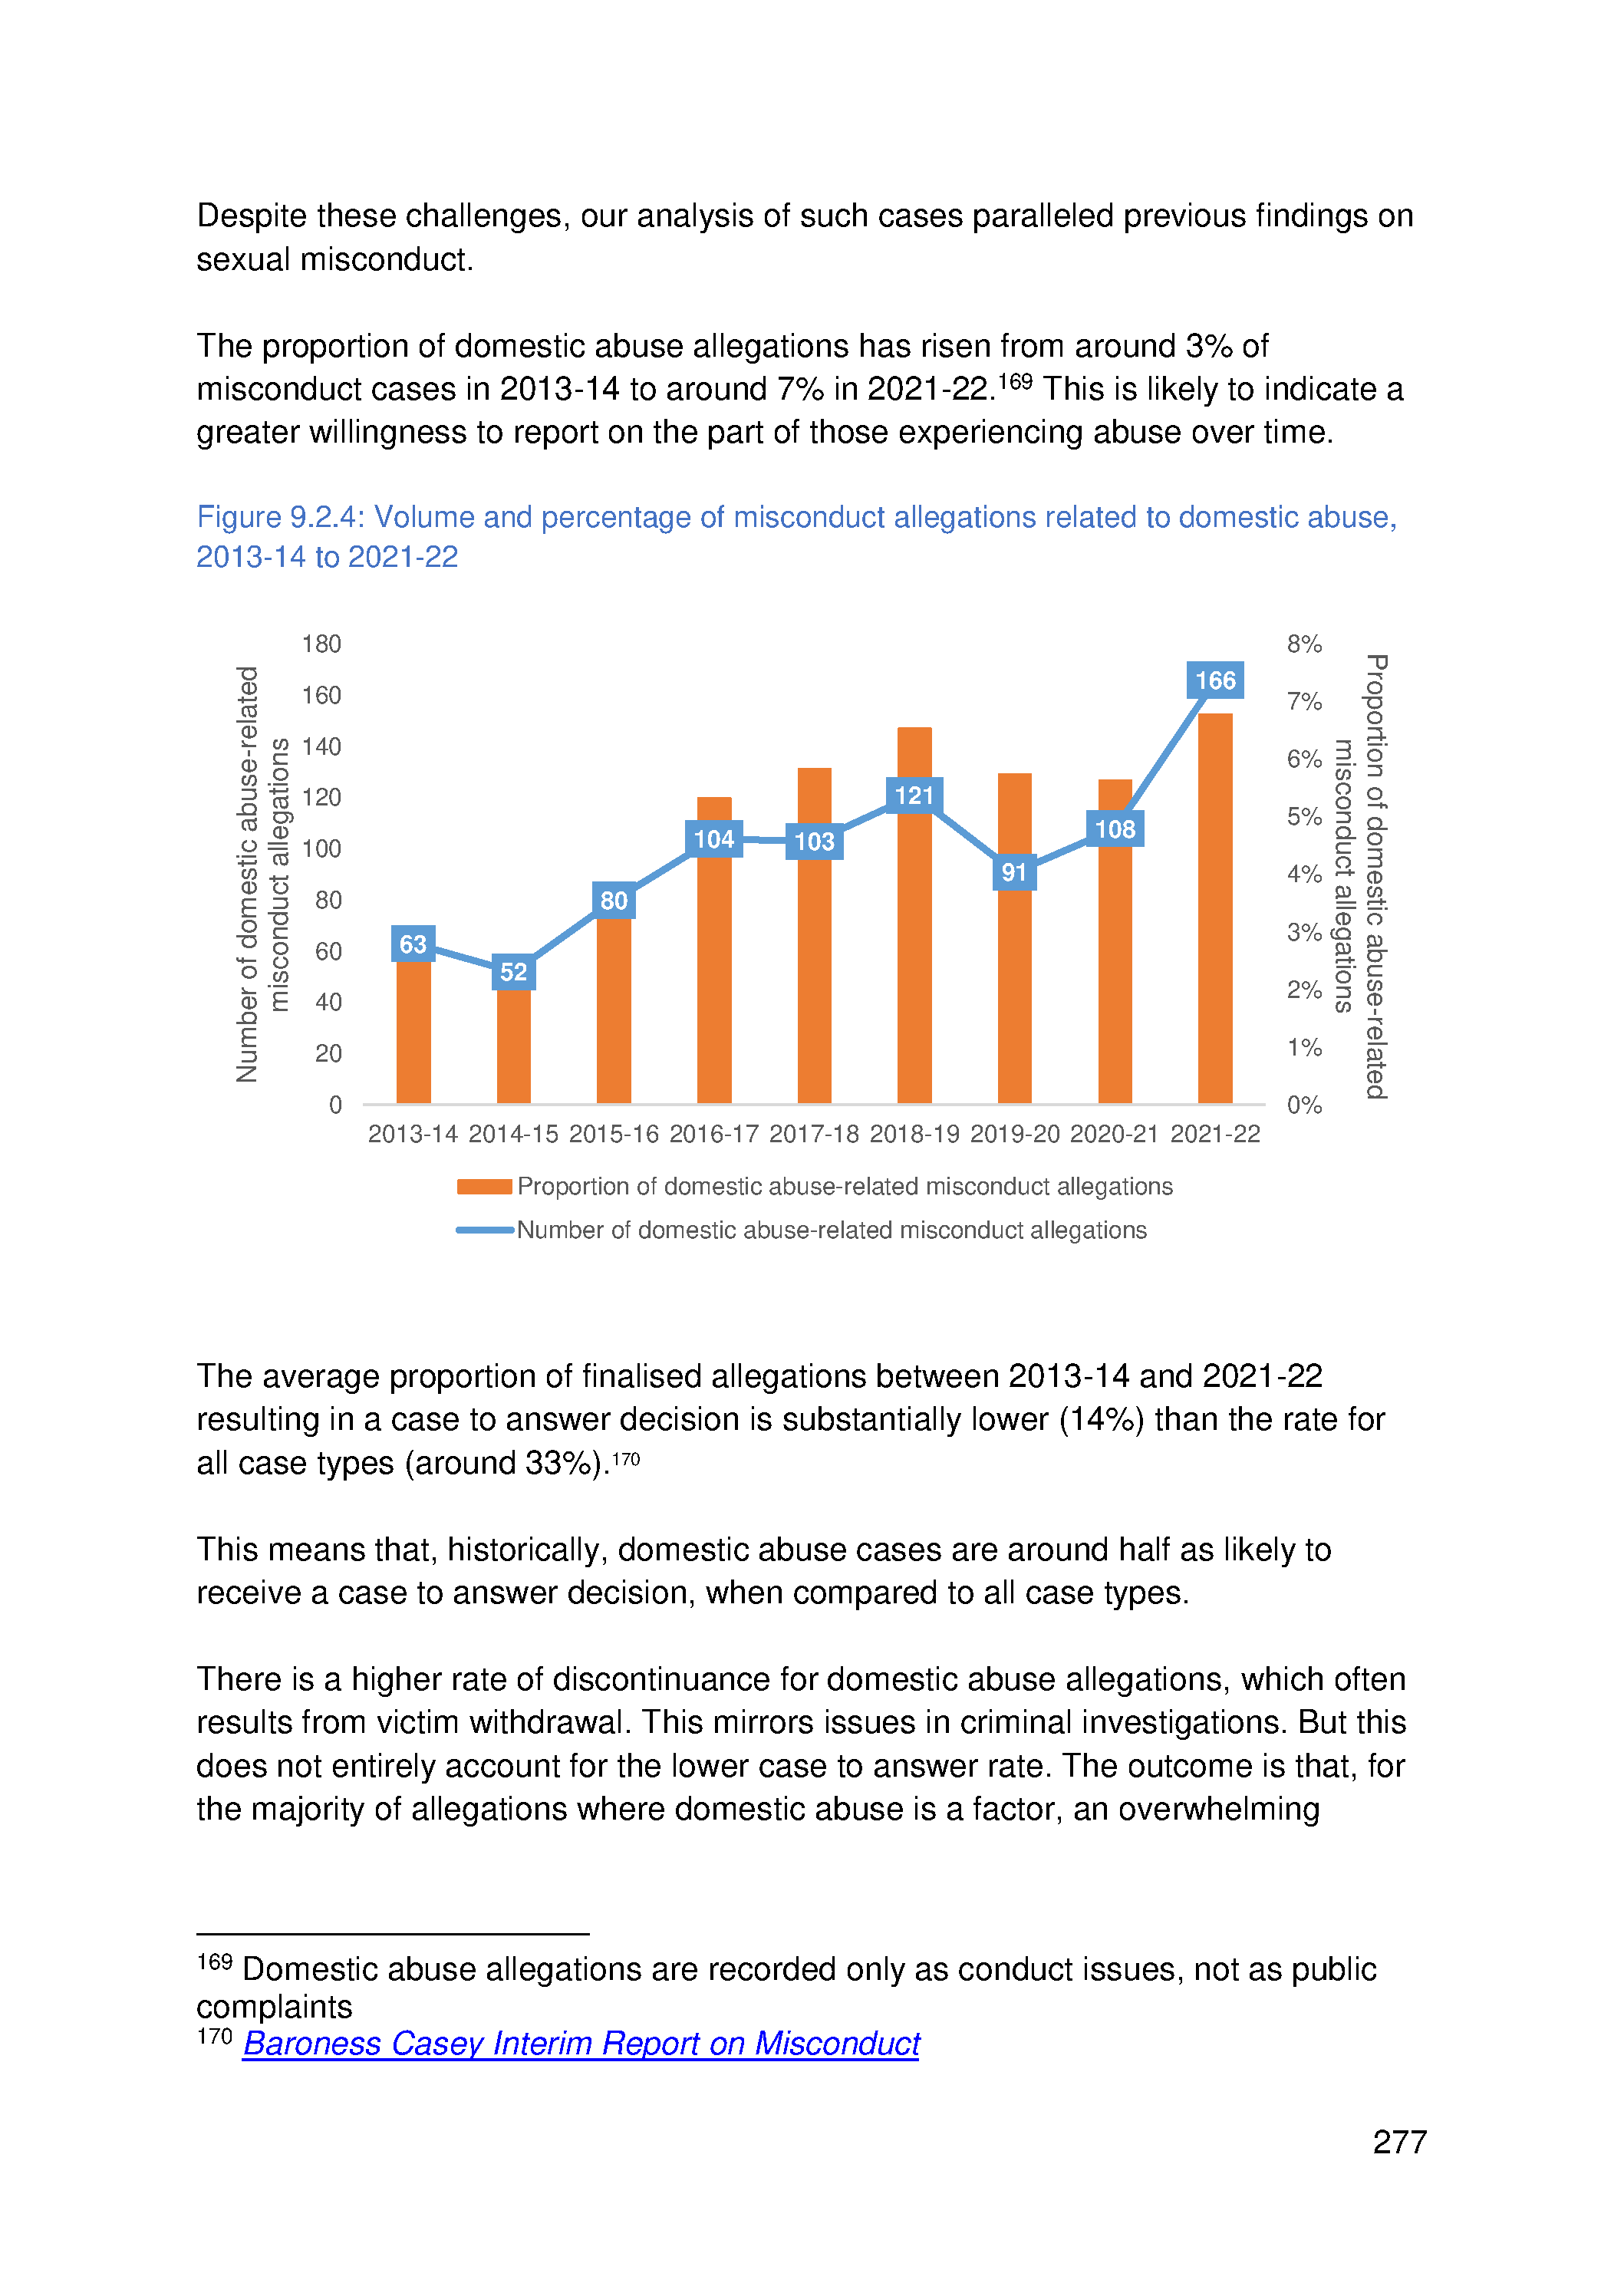 Despite these challenges, our analysis of such cases paralleled previous findings on
sexual misconduct.
The proportion of domestic abuse allegations has risen from around 3% of
misconduct cases in 2013-14 to around 7% in 2021-22.169 This is likely to indicate a
greater willingness to report on the part of those experiencing abuse over time.
Figure 9.2.4: Volume and percentage of misconduct allegations related to domestic abuse,
2013-14 to 2021-22
Number of domestic abuse-related
misconduct allegations
180
160
140
120
100
80
60
40
20
0
63
52
80
104
103
121
91
108
166
8%
7%
6%
5%
4%
3%
2%
1%
0%
Proportion of domestic abuse-related
misconduct allegations
2013-14 2014-15 2015-16 2016-17 2017-18 2018-19 2019-20 2020-21 2021-22
Proportion of domestic abuse-related misconduct allegations
Number of domestic abuse-related misconduct allegations
The average proportion of finalised allegations between 2013-14 and 2021-22
resulting in a case to answer decision is substantially lower (14%) than the rate for
all case types (around 33%).170
This means that, historically, domestic abuse cases are around half as likely to
receive a case to answer decision, when compared to all case types.
There is a higher rate of discontinuance for domestic abuse allegations, which often
results from victim withdrawal. This mirrors issues in criminal investigations. But this
does not entirely account for the lower case to answer rate. The outcome is that, for
the majority of allegations where domestic abuse is a factor, an overwhelming
169 Domestic abuse allegations are recorded only as conduct issues, not as public
complaints
170 Baroness Casey Interim Report on Misconduct
277